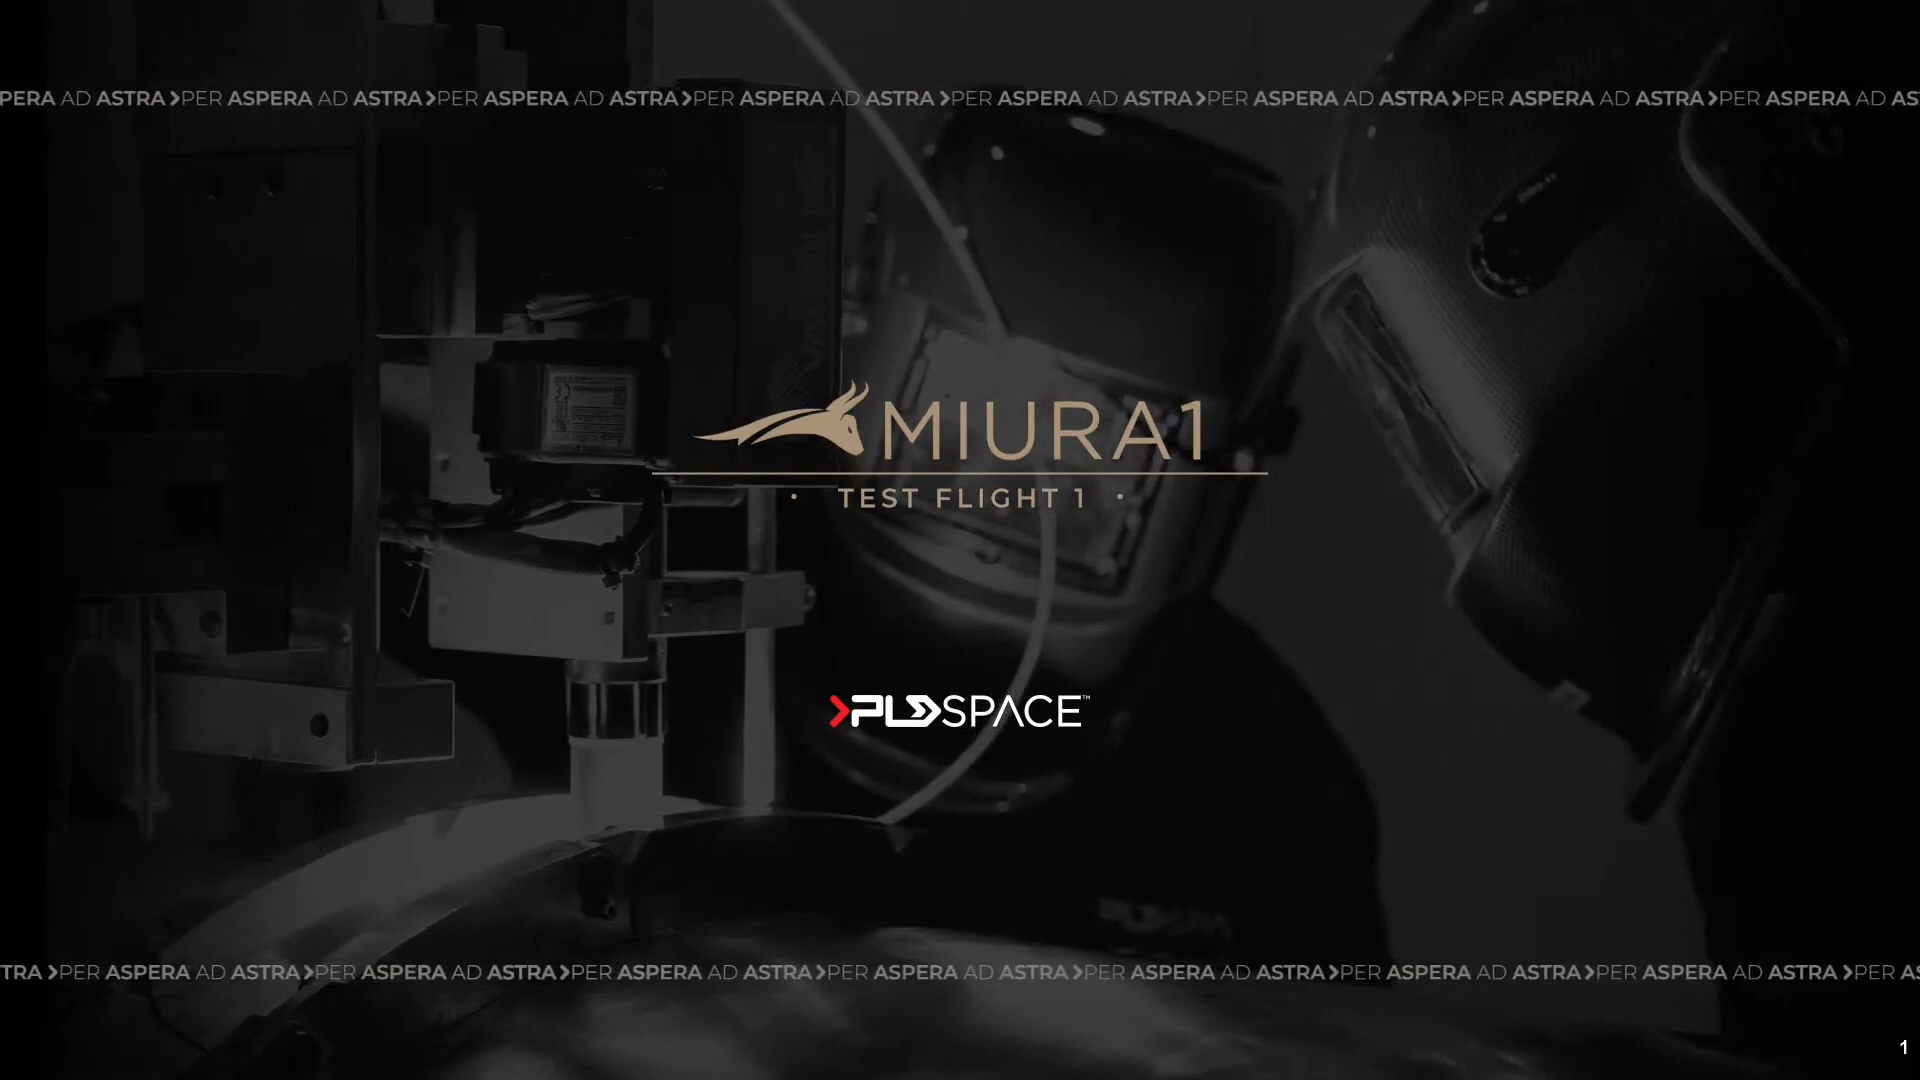 PERA AD ASTRA >PER ASPERA AD ASTRA >PER ASPERA AD ASTRA >PER ASPERA AD ASTRA >PER ASPERA AD ASTRA >PER ASPERA AD ASTRA >PER ASPERA AD ASTRA >PER ASPERA AD AS
MIURA1
· TEST FLIGHT 1 ·
>PLD SPACE™
TRA >PER ASPERA AD ASTRA >PER ASPERA AD ASTRA >PER ASPERA AD ASTRA >PER ASPERA AD ASTRA >PER ASPERA AD ASTRA >PER ASPERA AD ASTRA >PER ASPERA AD ASTRA >PER AS
1